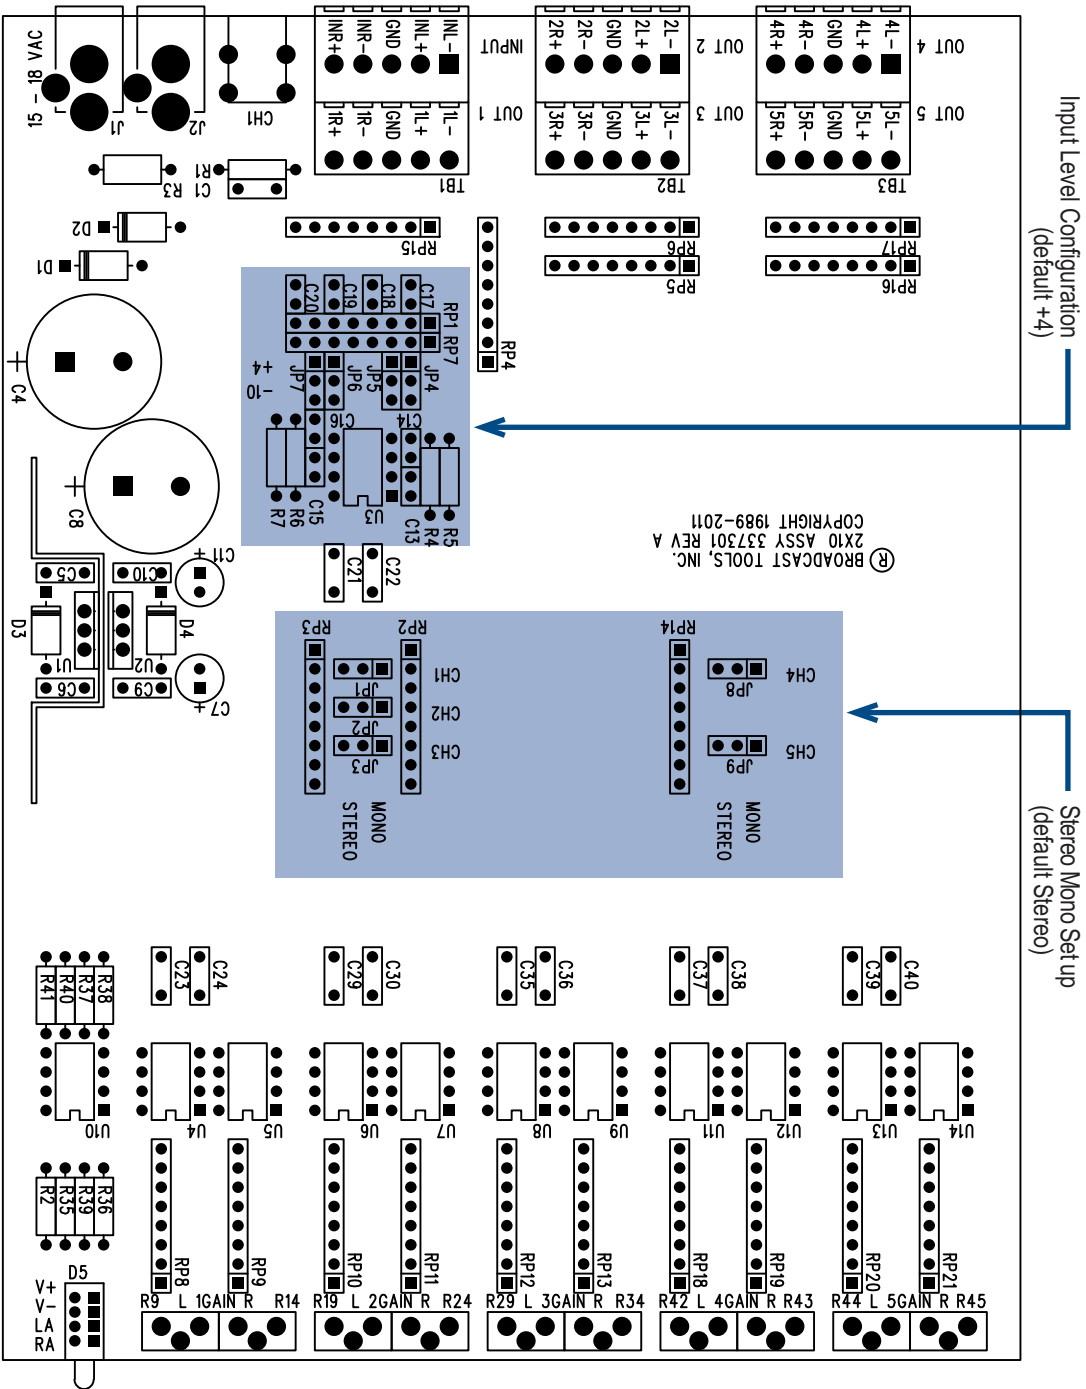 15 - 18 VAC
J1
J2
CH1
INPUT
INR+
INR-
GND
INL+
INL-
OUT 2
2R+
2R-
GND
2L+
2L-
OUT 4
4R+
4R-
GND
4L+
4L-
OUT 1
1R+
1R-
GND
1L+
1L-
OUT 3
3R+
3R-
GND
3L+
3L-
OUT 5
5R+
5R-
GND
5L+
5L-
TB1
TB2
TB3
Input Level Configuration
(default +4)
R3
R1
C1
D2
D1
RP15
RP4
RP6
RP5
RP17
RP16
C20
C19
C18
C17
RP1
RP7
+4
-10
JP7
JP6
JP5
JP4
C4
C8
C16
C14
R7
R6
C15
U3
C13
R4
R5
C21
C22
BROADCAST TOOLS, INC. ®
2X10 ASSY 337301 REV A
COPYRIGHT 1989-2011
C11
C5
C10
D3
U1
U2
D4
C6
C9
C7
RP3
RP2
RP14
JP1
JP2
JP3
CH1
CH2
CH3
JP8
JP9
CH4
CH5
MONO
STEREO
MONO
STEREO
Stereo Mono Set up
(default Stereo)
R41
R40
R37
R38
C23
C24
C29
C30
C35
C36
C37
C38
C39
C40
U10
U4
U5
U6
U7
U8
U9
U11
U12
U13
U14
R2
R35
R39
R36
RP8
RP9
RP10
RP11
RP12
RP13
RP18
RP19
RP20
RP21
D5
V+
V-
LA
RA
R9 L 1GAIN R R14
R19 L 2GAIN R R24
R29 L 3GAIN R R34
R42 L 4GAIN R R43
R44 L 5GAIN R R45